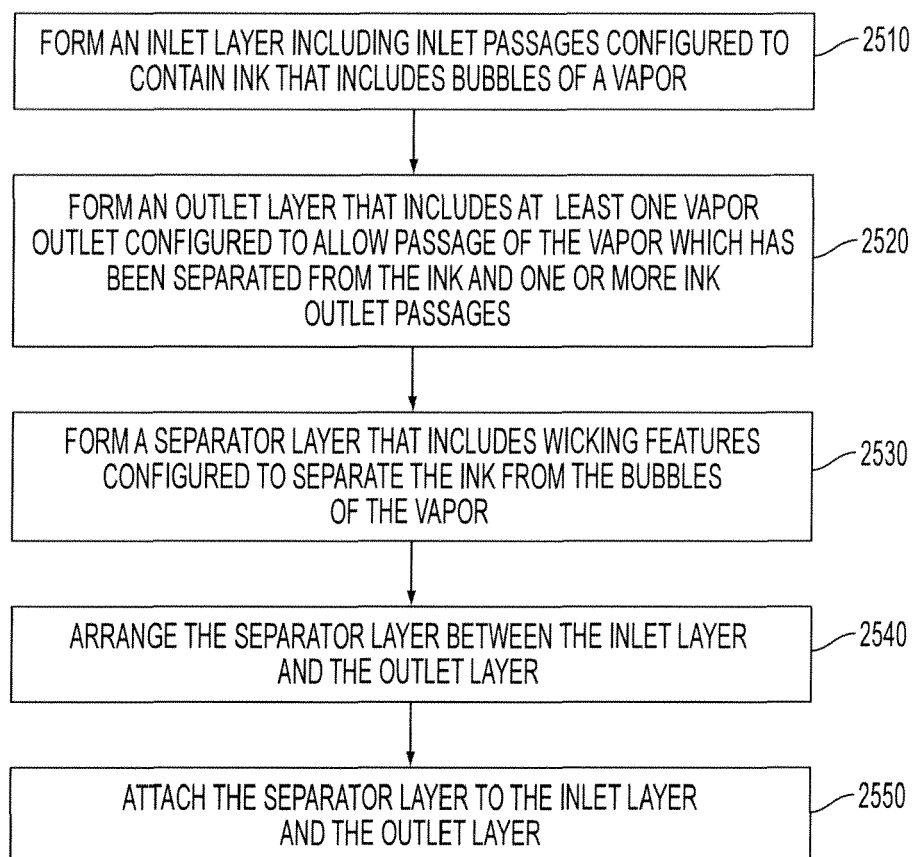 FORM AN INLET LAYER INCLUDING INLET PASSAGES CONFIGURED TO
CONTAIN INK THAT INCLUDES BUBBLES OF A VAPOR
2510
FORM AN OUTLET LAYER THAT INCLUDES AT LEAST ONE VAPOR
OUTLET CONFIGURED TO ALLOW PASSAGE OF THE VAPOR WHICH HAS
BEEN SEPARATED FROM THE INK AND ONE OR MORE INK
OUTLET PASSAGES
2520
FORM A SEPARATOR LAYER THAT INCLUDES WICKING FEATURES
CONFIGURED TO SEPARATE THE INK FROM THE BUBBLES
OF THE VAPOR
2530
ARRANGE THE SEPARATOR LAYER BETWEEN THE INLET LAYER
AND THE OUTLET LAYER
2540
ATTACH THE SEPARATOR LAYER TO THE INLET LAYER
AND THE OUTLET LAYER
2550